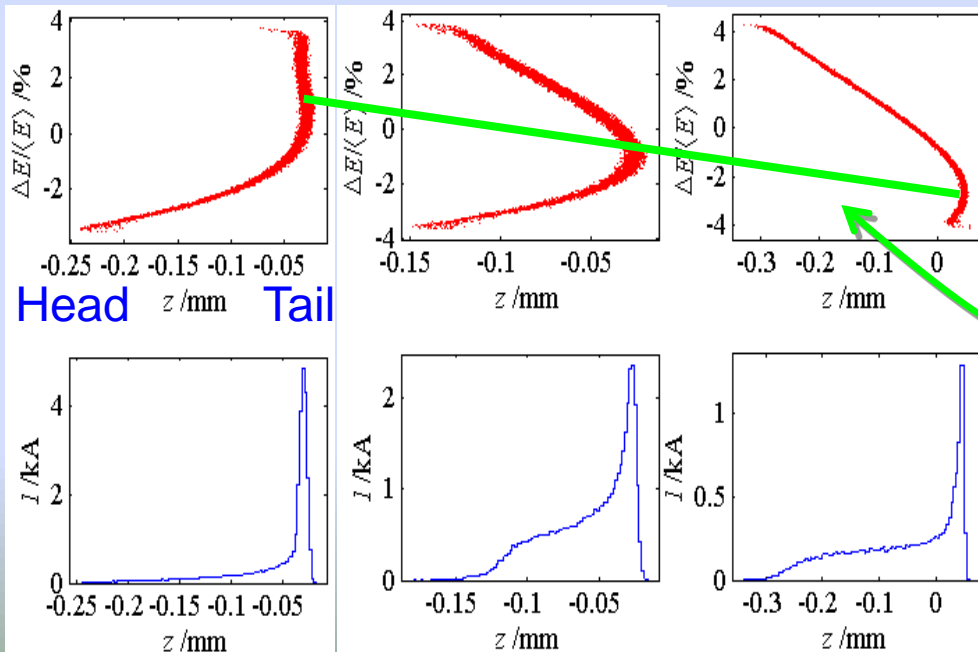 4
2
0
-2
ΔE/⟨E⟩ /%
-0.25 -0.2 -0.15 -0.1 -0.05
z /mm
4
2
0
-2
-4
ΔE/⟨E⟩ /%
-0.15 -0.1 -0.05
z /mm
4
2
0
-2
-4
ΔE/⟨E⟩ /%
-0.3 -0.2 -0.1 0
z /mm
Head Tail
4
2
0
I /kA
-0.25 -0.2 -0.15 -0.1 -0.05
z /mm
2
1
0
I /kA
-0.15 -0.1 -0.05
z /mm
1
0.5
0
I /kA
-0.3 -0.2 -0.1 0
z /mm